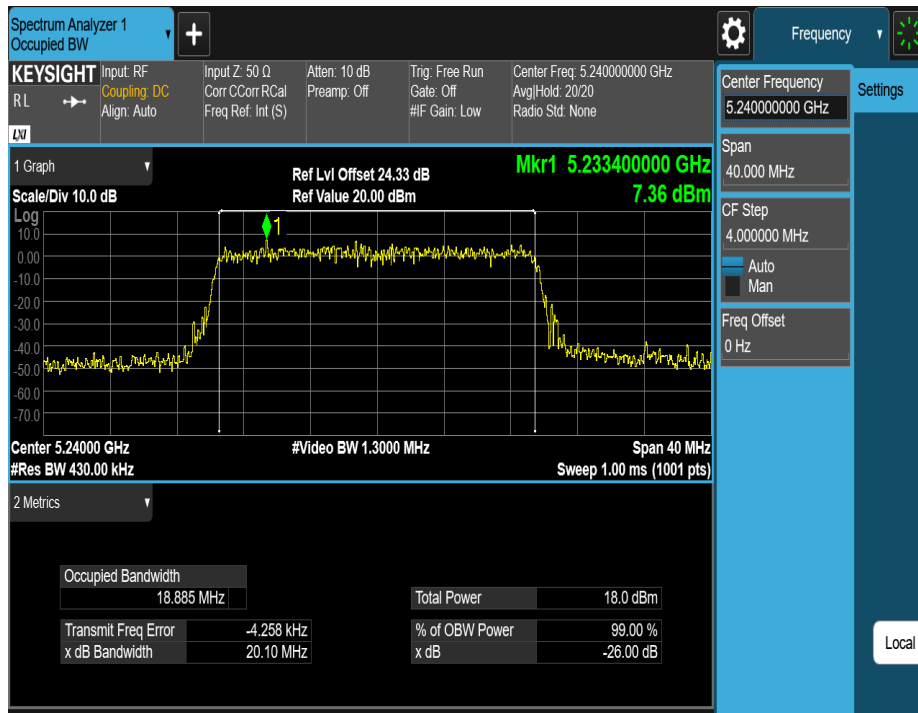 Spectrum Analyzer 1
Occupied BW
+
Frequency
KEYSIGHT
RL
LXI
Input: RF
Coupling: DC
Align: Auto
Input Z: 50 Ω
Corr CCorr RCal
Freq Ref: Int (S)
Atten: 10 dB
Preamp: Off
Trig: Free Run
Gate: Off
#IF Gain: Low
Center Freq: 5.240000000 GHz
Avg|Hold: 20/20
Radio Std: None
Center Frequency
5.240000000 GHz
Settings
Span
40.000 MHz
CF Step
4.000000 MHz
Auto
Man
Freq Offset
0 Hz
Local
1 Graph
Scale/Div 10.0 dB
Ref Lvl Offset 24.33 dB
Ref Value 20.00 dBm
Mkr1 5.233400000 GHz
7.36 dBm
Log
1
10.0
0.00
-10.0
-20.0
-30.0
-40.0
-50.0
-60.0
-70.0
Center 5.24000 GHz
#Video BW 1.3000 MHz
Span 40 MHz
#Res BW 430.00 kHz
Sweep 1.00 ms (1001 pts)
2 Metrics
Occupied Bandwidth
18.885 MHz
Total Power 18.0 dBm
Transmit Freq Error -4.258 kHz
% of OBW Power 99.00 %
x dB Bandwidth 20.10 MHz
x dB -26.00 dB